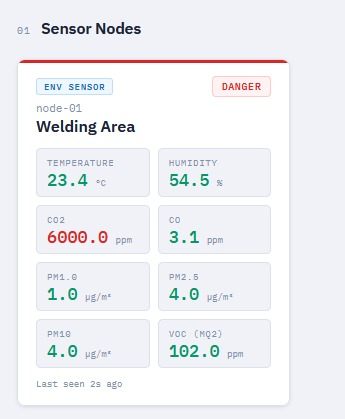 01 Sensor Nodes
ENV SENSOR DANGER
node-01
Welding Area
TEMPERATURE HUMIDITY
23.4 °C 54.5 %
CO2 CO
6000.0 ppm 3.1 ppm
PM1.0 PM2.5
1.0 µg/m³ 4.0 µg/m³
PM10 VOC (MQ2)
4.0 µg/m³ 102.0 ppm
Last seen 2s ago